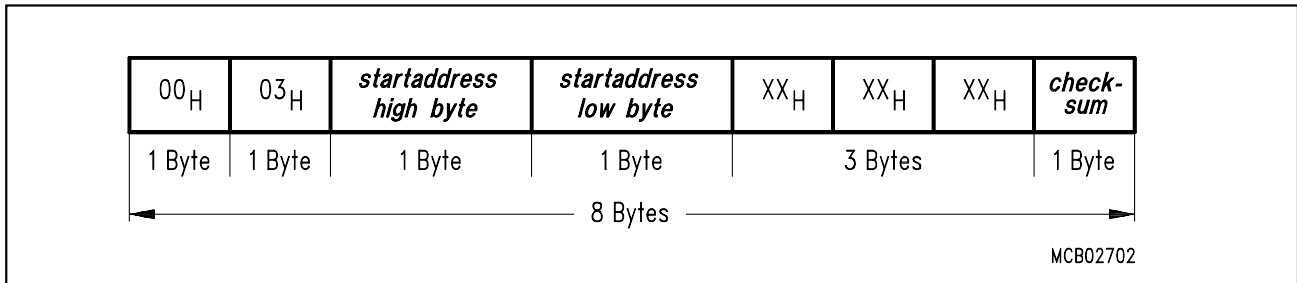 00H 03H startaddress high byte startaddress low byte XXH XXH XXH check-sum
1 Byte 1 Byte 1 Byte 1 Byte 3 Bytes 1 Byte
8 Bytes
MCB02702